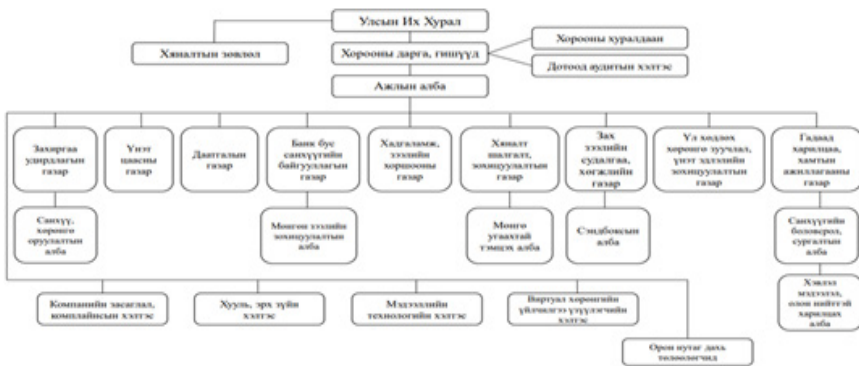 Улсын Их Хурал
Хяналтын зөвлөл
Хорооны дарга, гишүүд
Хорооны хуралдаан
Дотоод аудитын хэлтэс
Ажлын алба
Захиргаа
удирдлагын
газар
Үнэт
цаасны
газар
Даатгалын
газар
Банк бус
санхүүгийн
байгууллагын
газар
Хадгаламж,
зээлийн
хоршооны
газар
Хяналт
шалгалт,
зохицуулалтын
газар
Зах
зээлийн
судалгаа,
хөгжлийн
газар
Үл хөдлөх
хөрөнгө зуучлал,
үнэт эдлэлийн
зохицуулалтын газар
Гадаад
харилцаа,
хамтын
ажиллагааны
газар
Санхүү,
хөрөнгө
оруулалтын
алба
Мөнгөн зээлийн
зохицуулалтын
алба
Мөнгө
угаахтай
тэмцэх алба
Сэндбоксын
алба
Санхүүгийн
боловсрол,
сургалтын
алба
Хэвлэл
мэдээлэл,
олон нийттэй
харилцах
алба
Компанийн засаглал,
комплайнсын хэлтэс
Хууль, эрх зүйн
хэлтэс
Мэдээллийн
технологийн хэлтэс
Виртуал хөрөнгийн
үйлчилгээ үзүүлэгчийн
хэлтэс
Орон нутаг дахь
төлөөлөгчид